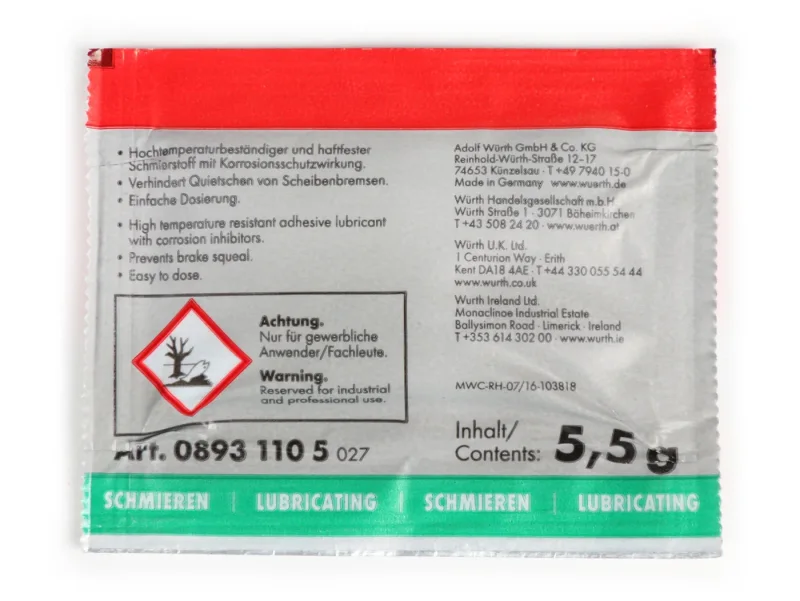 • Hochtemperaturbeständiger und haftfester
Schmierstoff mit Korrosionsschutzwirkung.
• Verhindert Quietschen von Scheibenbremsen.
• Einfache Dosierung.
• High temperature resistant adhesive lubricant
with corrosion inhibitors.
• Prevents brake squeal.
• Easy to dose.
Achtung.
Nur für gewerbliche
Anwender/Fachleute.
Warning.
Reserved for industrial
and professional use.
Art. 0893 110 5 027
Adolf Würth GmbH & Co. KG
Reinhold-Würth-Straße 12-17
74653 Künzelsau · T +49 7940 15-0
Made in Germany www.wuerth.de
Würth Handelsgesellschaft m.b.H.
Würth Straße 1 · 3071 Böheimkirchen
T +43 508 24 20 · www.wuerth.at
Würth U.K. Ltd.
1 Centurion Way · Erith
Kent DA18 4AE · T +44 330 055 54 44
www.wurth.co.uk
Wurth Ireland Ltd.
Monaclinoe Industrial Estate
Ballysimon Road · Limerick · Ireland
T +353 614 302 00 · www.wurth.ie
MWC-RH-07/16-103818
Inhalt/
Contents: 5,5 g
SCHMIEREN | LUBRICATING | SCHMIEREN | LUBRICATING